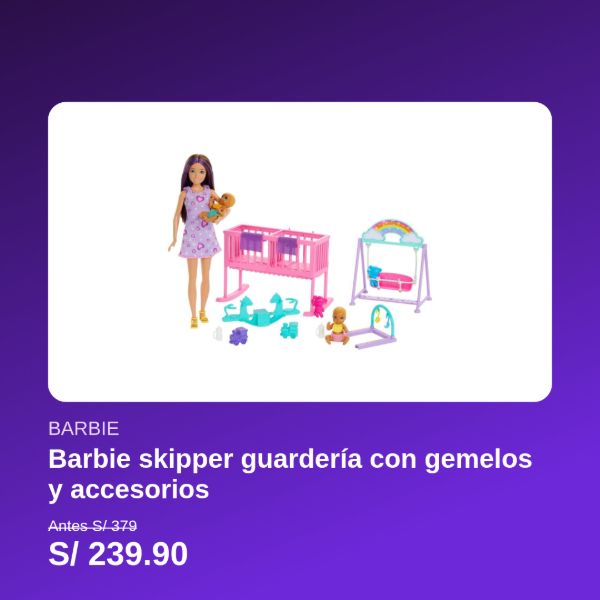 BARBIE
Barbie skipper guardería con gemelos
y accesorios
Antes S/ 379
S/ 239.90